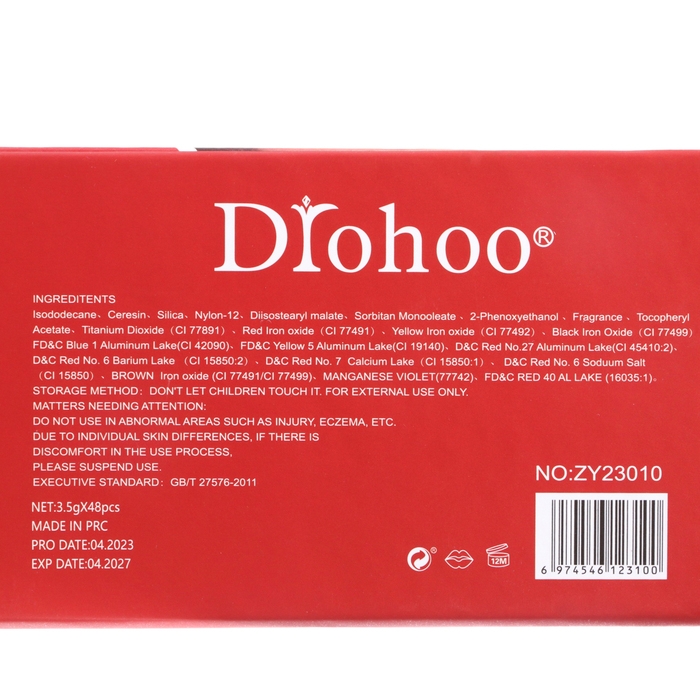 Diohoo®
INGREDITENTS
Isododecane、Ceresin、Silica、Nylon-12、Diisostearyl malate、Sorbitan Monooleate 、2-Phenoxyethanol 、Fragrance 、Tocopheryl
Acetate、Titanium Dioxide（CI 77891）、Red Iron oxide（CI 77491）、Yellow Iron oxide（CI 77492）、Black Iron Oxide（CI 77499）
FD&C Blue 1 Aluminum Lake(CI 42090)、FD&C Yellow 5 Aluminum Lake(CI 19140)、D&C Red No.27 Aluminum Lake(CI 45410:2)、
D&C Red No. 6 Barium Lake （CI 15850:2）、D&C Red No. 7 Calcium Lake（CI 15850:1）、 D&C Red No. 6 Soduum Salt
（CI 15850）、BROWN Iron oxide (CI 77491/CI 77499)、MANGANESE VIOLET(77742)、FD&C RED 40 AL LAKE (16035:1)。
STORAGE METHOD：DON'T LET CHILDREN TOUCH IT. FOR EXTERNAL USE ONLY.
MATTERS NEEDING ATTENTION:
DO NOT USE IN ABNORMAL AREAS SUCH AS INJURY, ECZEMA, ETC.
DUE TO INDIVIDUAL SKIN DIFFERENCES, IF THERE IS
DISCOMFORT IN THE USE PROCESS,
PLEASE SUSPEND USE.
EXECUTIVE STANDARD：GB/T 27576-2011
NET:3.5gX48pcs
MADE IN PRC
PRO DATE:04.2023
EXP DATE:04.2027
NO:ZY23010
12M
6 974546 123100